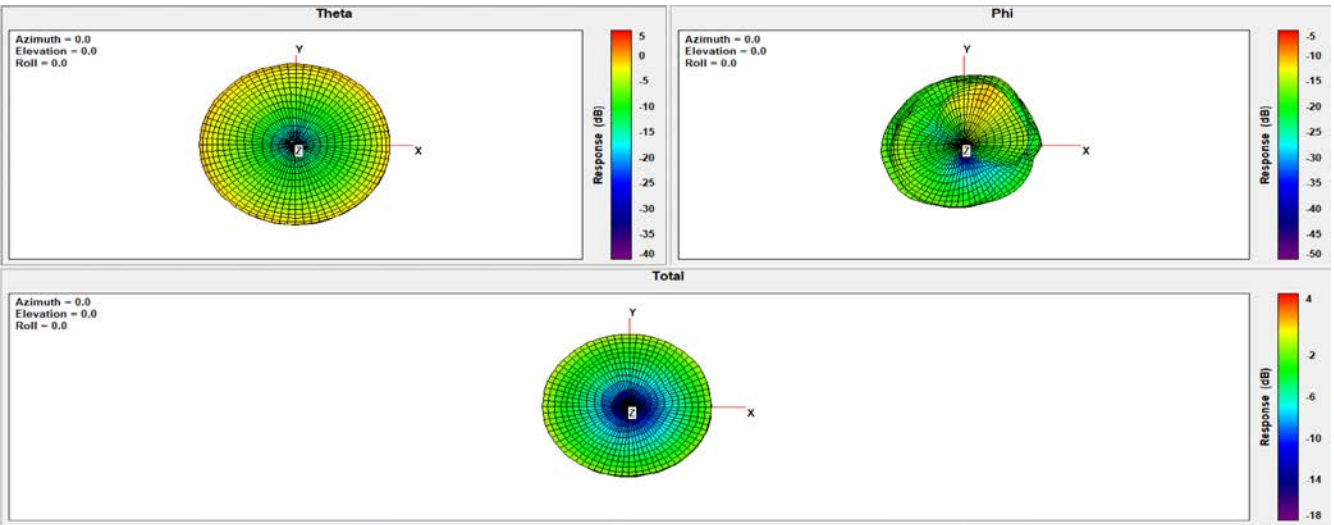 Theta
Azimuth = 0.0
Elevation = 0.0
Roll = 0.0
Y
X
Z
5
0
-5
-10
-15
-20
-25
-30
-35
-40
Response (dB)
Phi
Azimuth = 0.0
Elevation = 0.0
Roll = 0.0
Y
X
Z
-5
-10
-15
-20
-25
-30
-35
-40
-45
-50
Response (dB)
Total
Azimuth = 0.0
Elevation = 0.0
Roll = 0.0
Y
X
Z
4
-2
-6
-10
-14
-18
Response (dB)